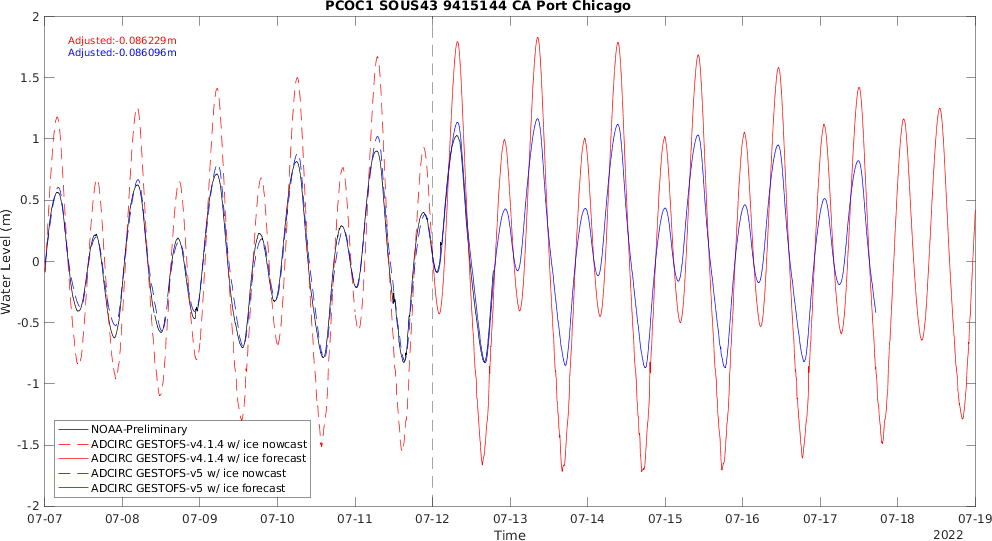 PCOC1 SOUS43 9415144 CA Port Chicago
Adjusted:-0.086229m
Adjusted:-0.086096m
2
1.5
1
0.5
0
-0.5
-1
-1.5
-2
Water Level (m)
NOAA-Preliminary
ADCIRC GESTOFS-v4.1.4 w/ ice nowcast
ADCIRC GESTOFS-v4.1.4 w/ ice forecast
ADCIRC GESTOFS-v5 w/ ice nowcast
ADCIRC GESTOFS-v5 w/ ice forecast
07-07 07-08 07-09 07-10 07-11 07-12 07-13 07-14 07-15 07-16 07-17 07-18 07-19
Time
2022